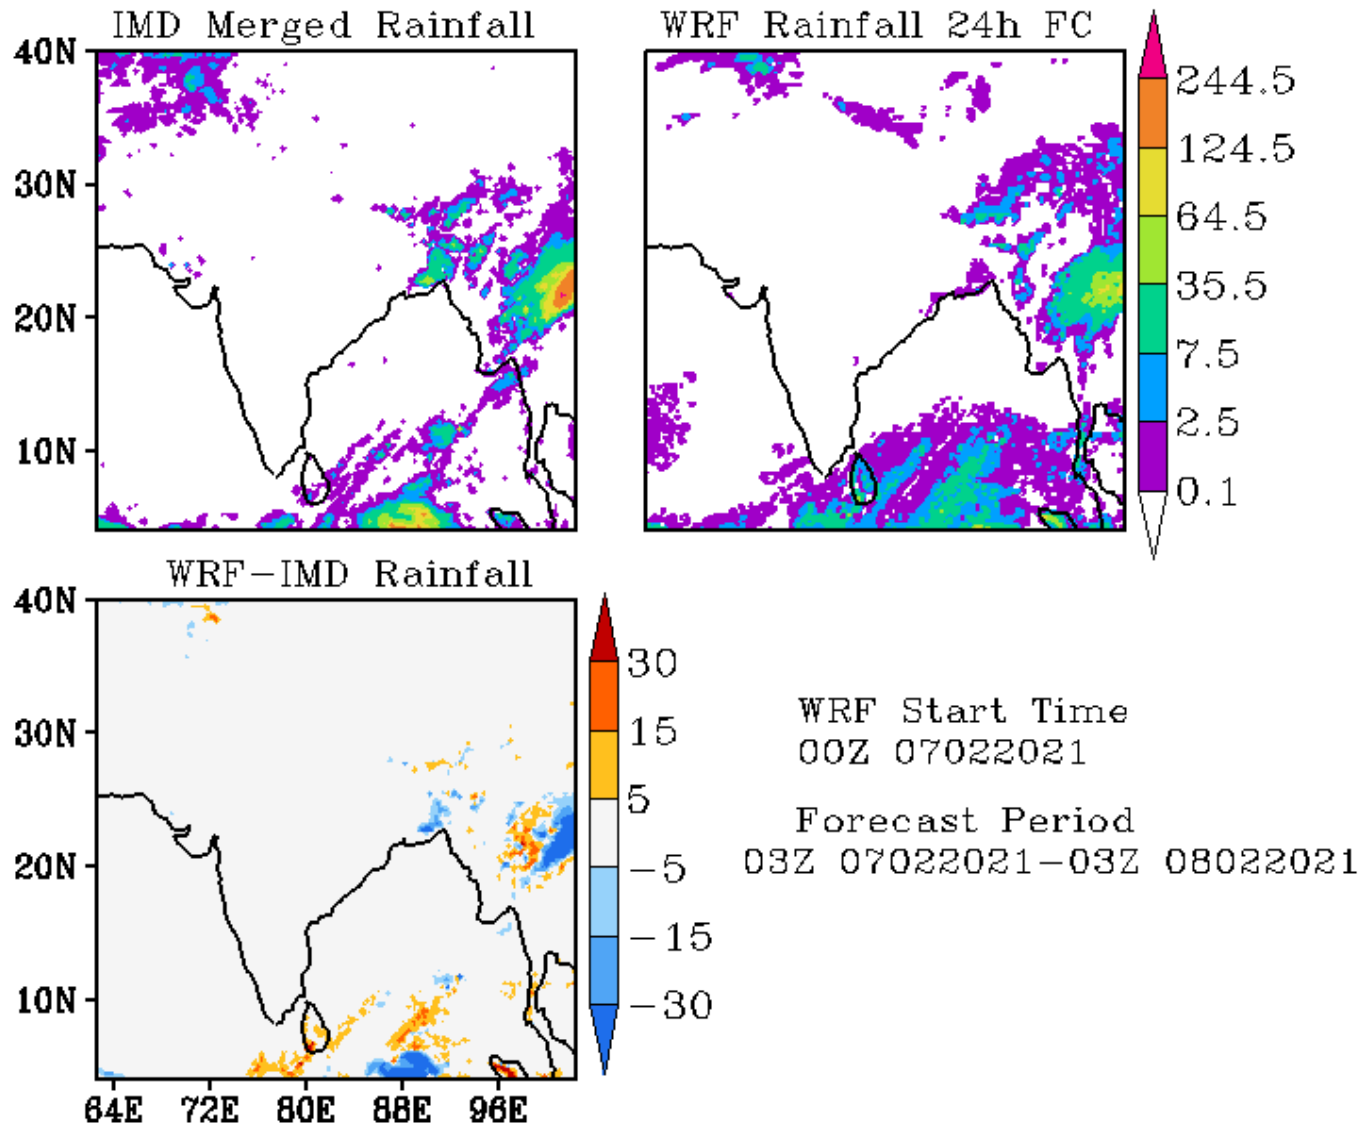 IMD Merged Rainfall
WRF Rainfall 24h FC
40N
30N
20N
10N
244.5
124.5
64.5
35.5
7.5
2.5
0.1
WRF-IMD Rainfall
40N
30N
20N
10N
64E 72E 80E 88E 96E
30
15
5
-5
-15
-30
WRF Start Time
00Z 07022021
Forecast Period
03Z 07022021-03Z 08022021